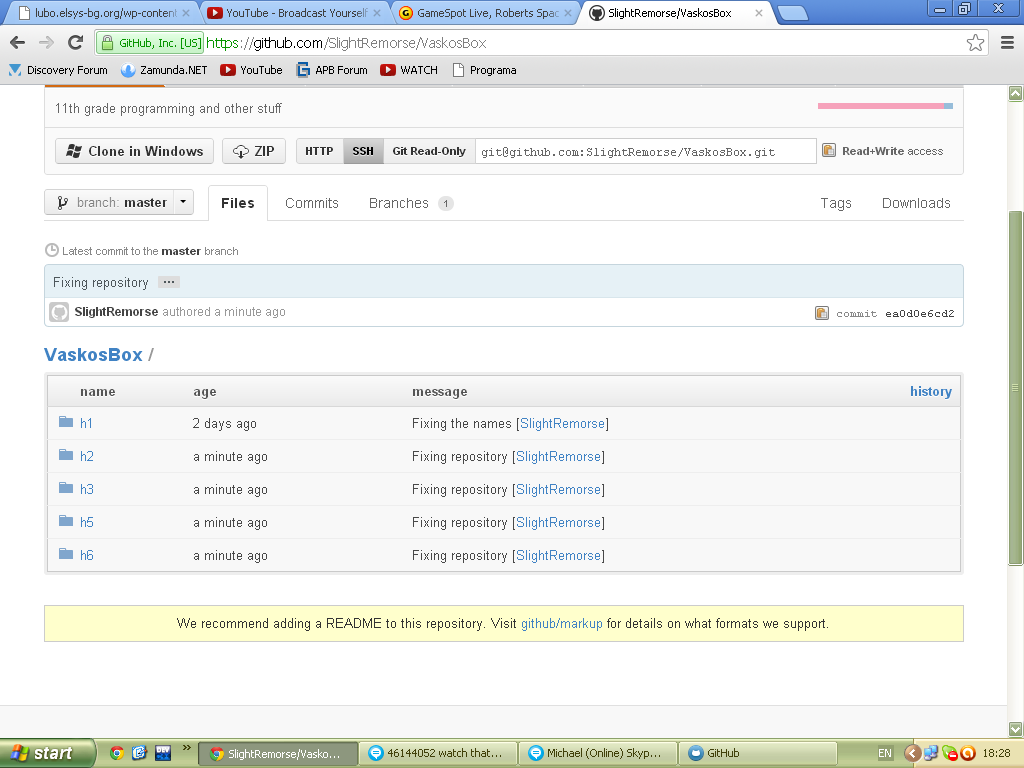 lubo.elsys-bg.org/wp-content
YouTube - Broadcast Yourself
GameSpot Live, Roberts Spac
SlightRemorse/VaskosBox
GitHub, Inc. [US] https://github.com/SlightRemorse/VaskosBox
Discovery Forum Zamunda.NET YouTube APB Forum WATCH Programa
11th grade programming and other stuff
Clone in Windows ZIP HTTP SSH Git Read-Only git@github.com:SlightRemorse/VaskosBox.git Read+Write access
branch: master Files Commits Branches 1 Tags Downloads
Latest commit to the master branch
Fixing repository ...
SlightRemorse authored a minute ago commit ea0d0e6cd2
VaskosBox /
name age message history
h1 2 days ago Fixing the names [SlightRemorse]
h2 a minute ago Fixing repository [SlightRemorse]
h3 a minute ago Fixing repository [SlightRemorse]
h5 a minute ago Fixing repository [SlightRemorse]
h6 a minute ago Fixing repository [SlightRemorse]
We recommend adding a README to this repository. Visit github/markup for details on what formats we support.
start SlightRemorse/Vasko... 46144052 watch that... Michael (Online) Skyp... GitHub EN 18:28